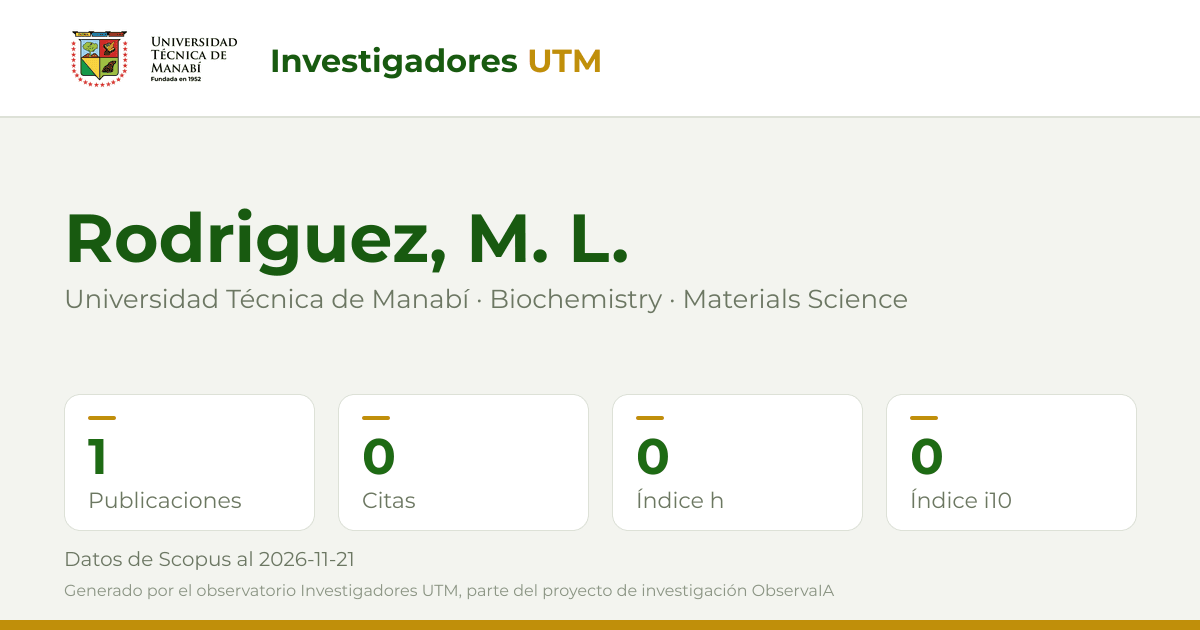 UNIVERSIDAD
TÉCNICA DE
MANABÍ
Fundada en 1952
Investigadores UTM
Rodriguez, M. L.
Universidad Técnica de Manabí · Biochemistry · Materials Science
1
Publicaciones
0
Citas
0
Índice h
0
Índice i10
Datos de Scopus al 2026-11-21
Generado por el observatorio Investigadores UTM, parte del proyecto de investigación ObservaIA